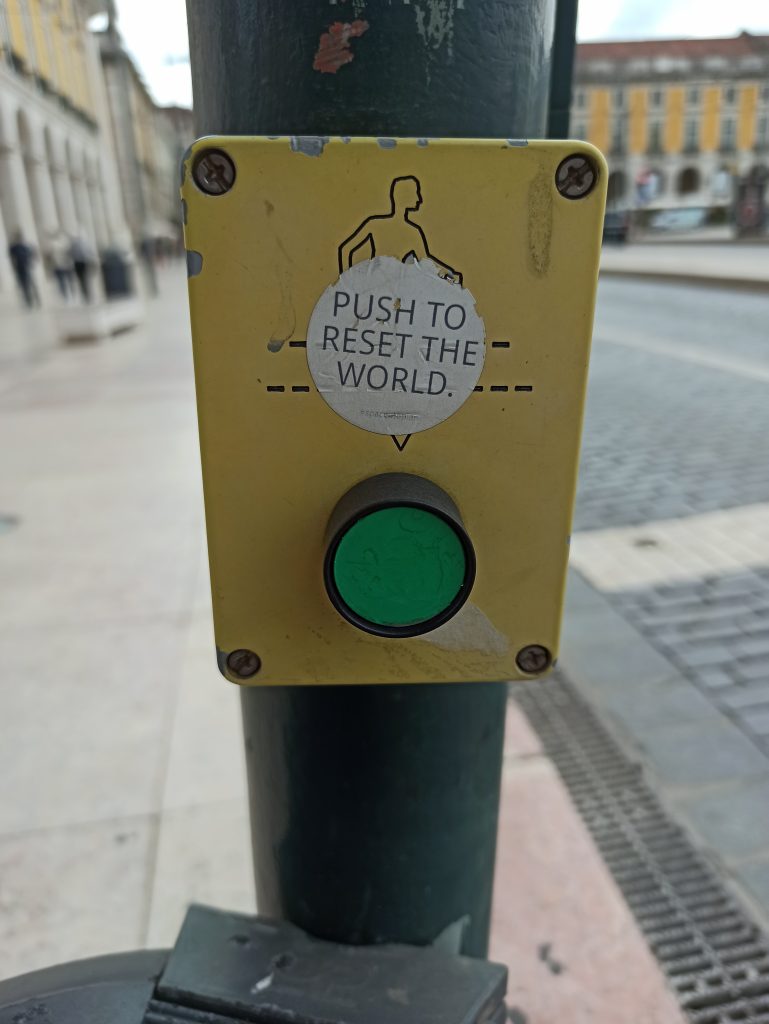 PUSH TO
RESET THE
WORLD.